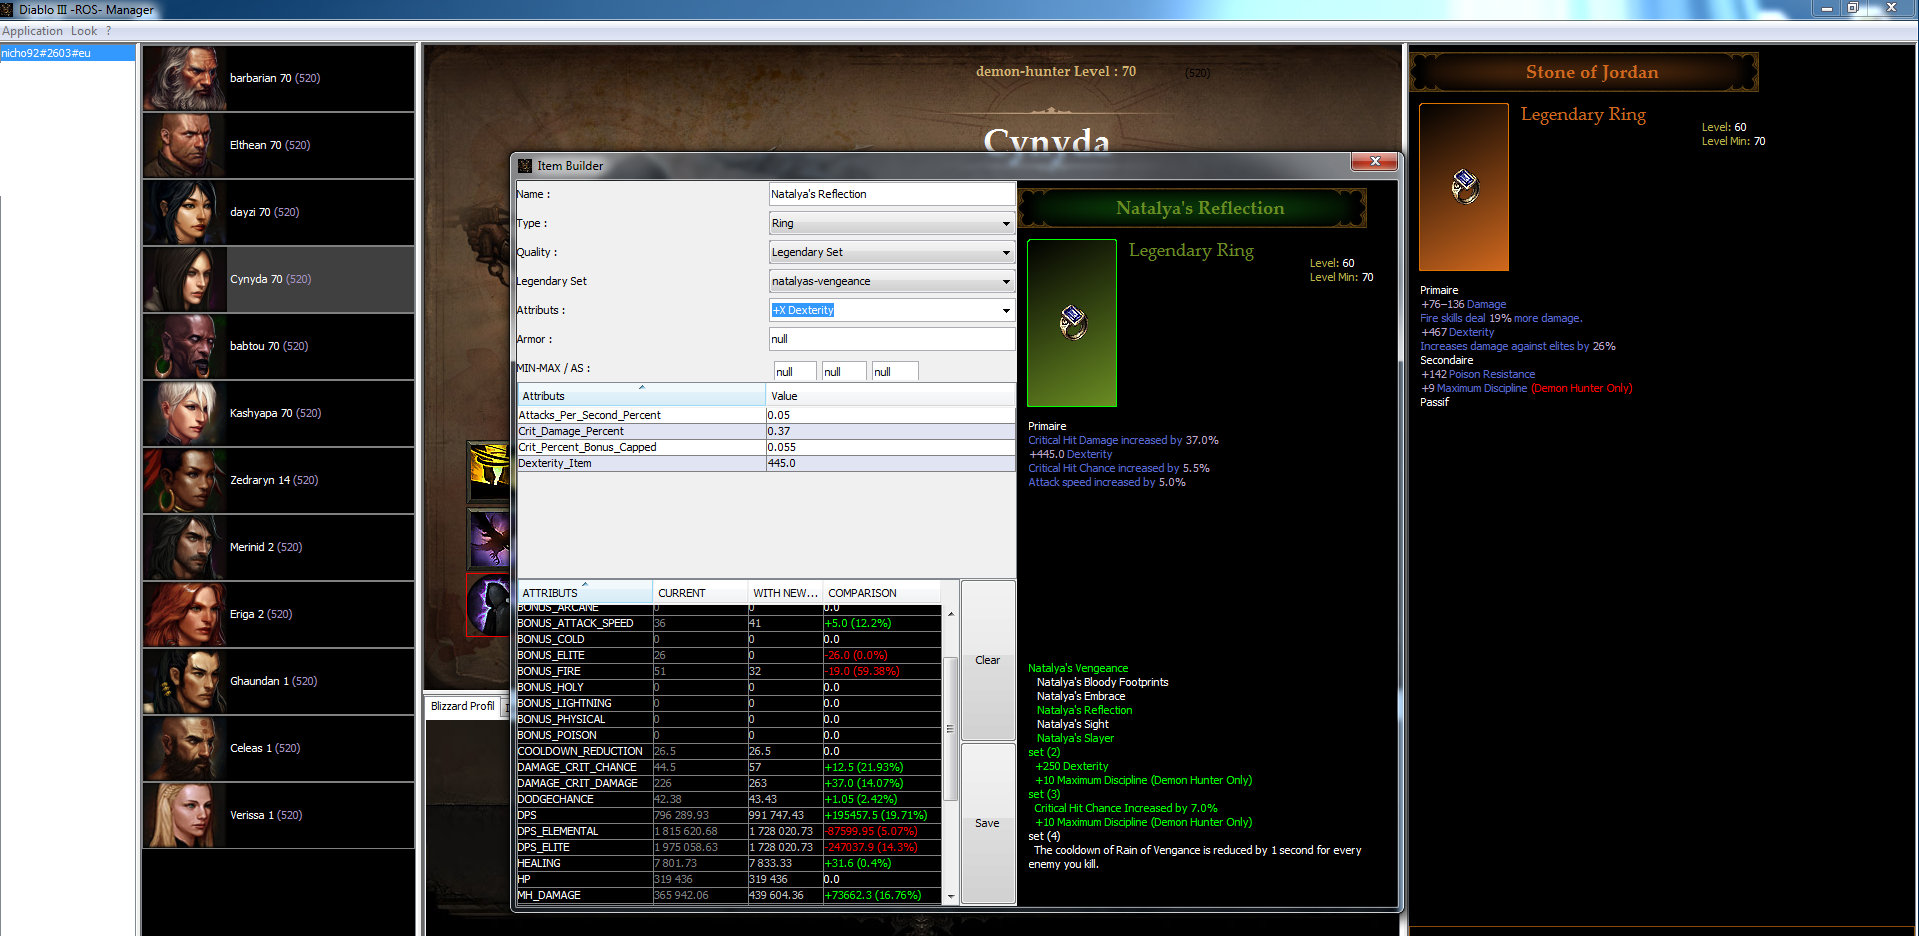 Diablo III -ROS- Manager
Application Look ?
nicho92#2603#eu
barbarian 70 (520)
Elthean 70 (520)
dayzi 70 (520)
Cynyda 70 (520)
babtou 70 (520)
Kashyapa 70 (520)
Zedraryn 14 (520)
Merinid 2 (520)
Eriga 2 (520)
Ghaundan 1 (520)
Celeas 1 (520)
Verissa 1 (520)
demon-hunter Level : 70 (520)
Cynyda
Blizzard Profil
Item Builder
Name : Natalya's Reflection
Type : Ring
Quality : Legendary Set
Legendary Set natalyas-vengeance
Attributs : +X Dexterity
Armor : null
MIN-MAX / AS : null null null
Attributs Value
Attacks_Per_Second_Percent 0.05
Crit_Damage_Percent 0.37
Crit_Percent_Bonus_Capped 0.055
Dexterity_Item 445.0
ATTRIBUTS CURRENT WITH NEW... COMPARISON
BONUS_ARCANE 0 0 0.0
BONUS_ATTACK_SPEED 36 41 +5.0 (12.2%)
BONUS_COLD 0 0 0.0
BONUS_ELITE 26 0 -26.0 (0.0%)
BONUS_FIRE 51 32 -19.0 (59.38%)
BONUS_HOLY 0 0 0.0
BONUS_LIGHTNING 0 0 0.0
BONUS_PHYSICAL 0 0 0.0
BONUS_POISON 0 0 0.0
COOLDOWN_REDUCTION 26.5 26.5 0.0
DAMAGE_CRIT_CHANCE 44.5 57 +12.5 (21.93%)
DAMAGE_CRIT_DAMAGE 226 263 +37.0 (14.07%)
DODGECHANCE 42.38 43.43 +1.05 (2.42%)
DPS 796 289.93 991 747.43 +195457.5 (19.71%)
DPS_ELEMENTAL 1 815 620.68 1 728 020.73 -87599.95 (5.07%)
DPS_ELITE 1 975 058.63 1 728 020.73 -247037.9 (14.3%)
HEALING 7 801.73 7 833.33 +31.6 (0.4%)
HP 319 436 319 436 0.0
MH_DAMAGE 365 942.06 439 604.36 +73662.3 (16.76%)
Clear
Save
Natalya's Reflection
Legendary Ring
Level: 60
Level Min: 70
Primaire
Critical Hit Damage increased by 37.0%
+445.0 Dexterity
Critical Hit Chance increased by 5.5%
Attack speed increased by 5.0%
Natalya's Vengeance
Natalya's Bloody Footprints
Natalya's Embrace
Natalya's Reflection
Natalya's Sight
Natalya's Slayer
set (2)
+250 Dexterity
+10 Maximum Discipline (Demon Hunter Only)
set (3)
Critical Hit Chance Increased by 7.0%
+10 Maximum Discipline (Demon Hunter Only)
set (4)
The cooldown of Rain of Vengance is reduced by 1 second for every
enemy you kill.
Stone of Jordan
Legendary Ring
Level: 60
Level Min: 70
Primaire
+76–136 Damage
Fire skills deal 19% more damage.
+467 Dexterity
Increases damage against elites by 26%
Secondaire
+142 Poison Resistance
+9 Maximum Discipline (Demon Hunter Only)
Passif